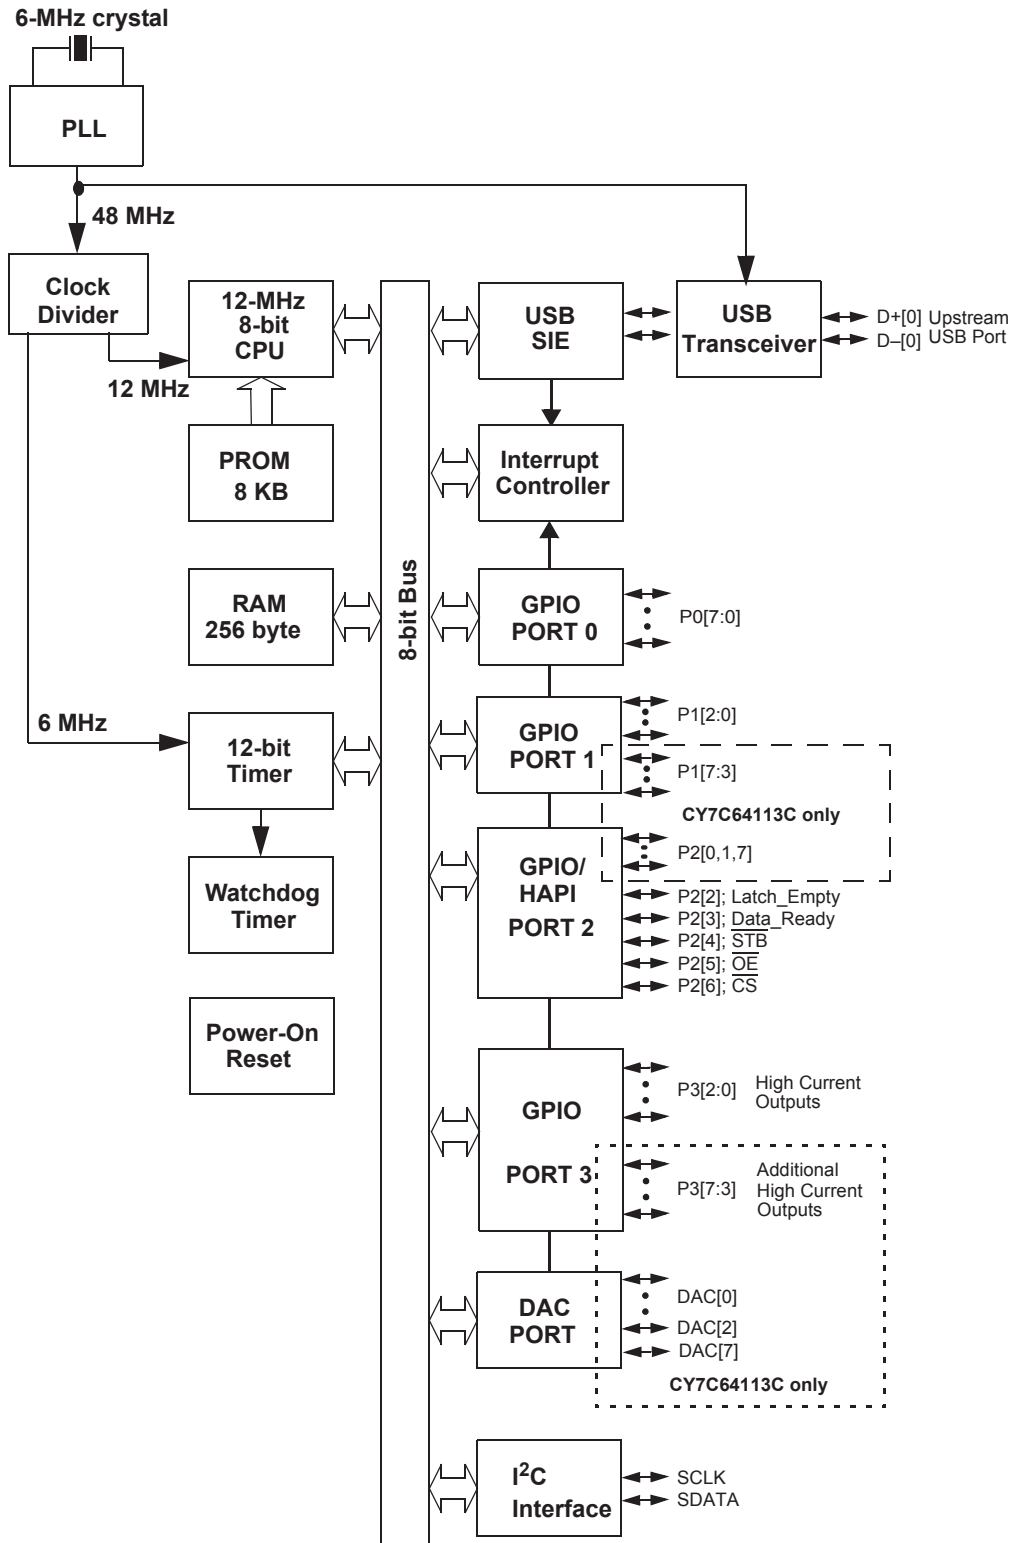 6-MHz crystal
PLL
48 MHz
Clock
Divider
12-MHz
8-bit
CPU
12 MHz
USB
SIE
USB
Transceiver
D+[0] Upstream
D–[0] USB Port
PROM
8 KB
Interrupt
Controller
8-bit Bus
RAM
256 byte
GPIO
PORT 0
P0[7:0]
6 MHz
12-bit
Timer
GPIO
PORT 1
P1[2:0]
P1[7:3]
CY7C64113C only
P2[0,1,7]
Watchdog
Timer
GPIO/
HAPI
PORT 2
P2[2]; Latch_Empty
P2[3]; Data_Ready
P2[4]; S̅T̅B̅
P2[5]; O̅E̅
P2[6]; C̅S̅
Power-On
Reset
GPIO
PORT 3
P3[2:0]
High Current
Outputs
P3[7:3]
Additional
High Current
Outputs
DAC
PORT
DAC[0]
DAC[2]
DAC[7]
CY7C64113C only
I²C
Interface
SCLK
SDATA